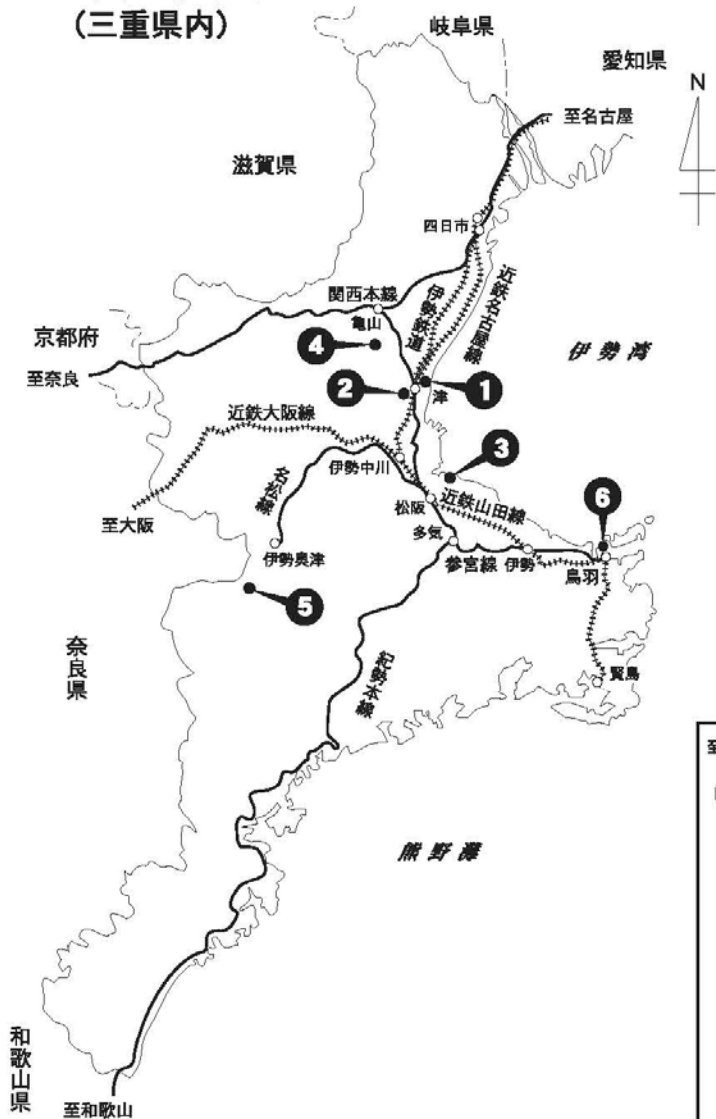 (三重県内)
岐阜県
愛知県
N
至名古屋
滋賀県
四日市
関西本線
伊勢鉄道
近鉄名古屋線
亀山
京都府
伊勢湾
4
至奈良
2
1
津
近鉄大阪線
3
伊勢中川
名松線
松阪
近鉄山田線
6
至大阪
多気
伊勢奥津
参宮線
伊勢
鳥羽
5
奈良県
紀勢本線
賢島
至
熊野灘
和歌山県
至和歌山